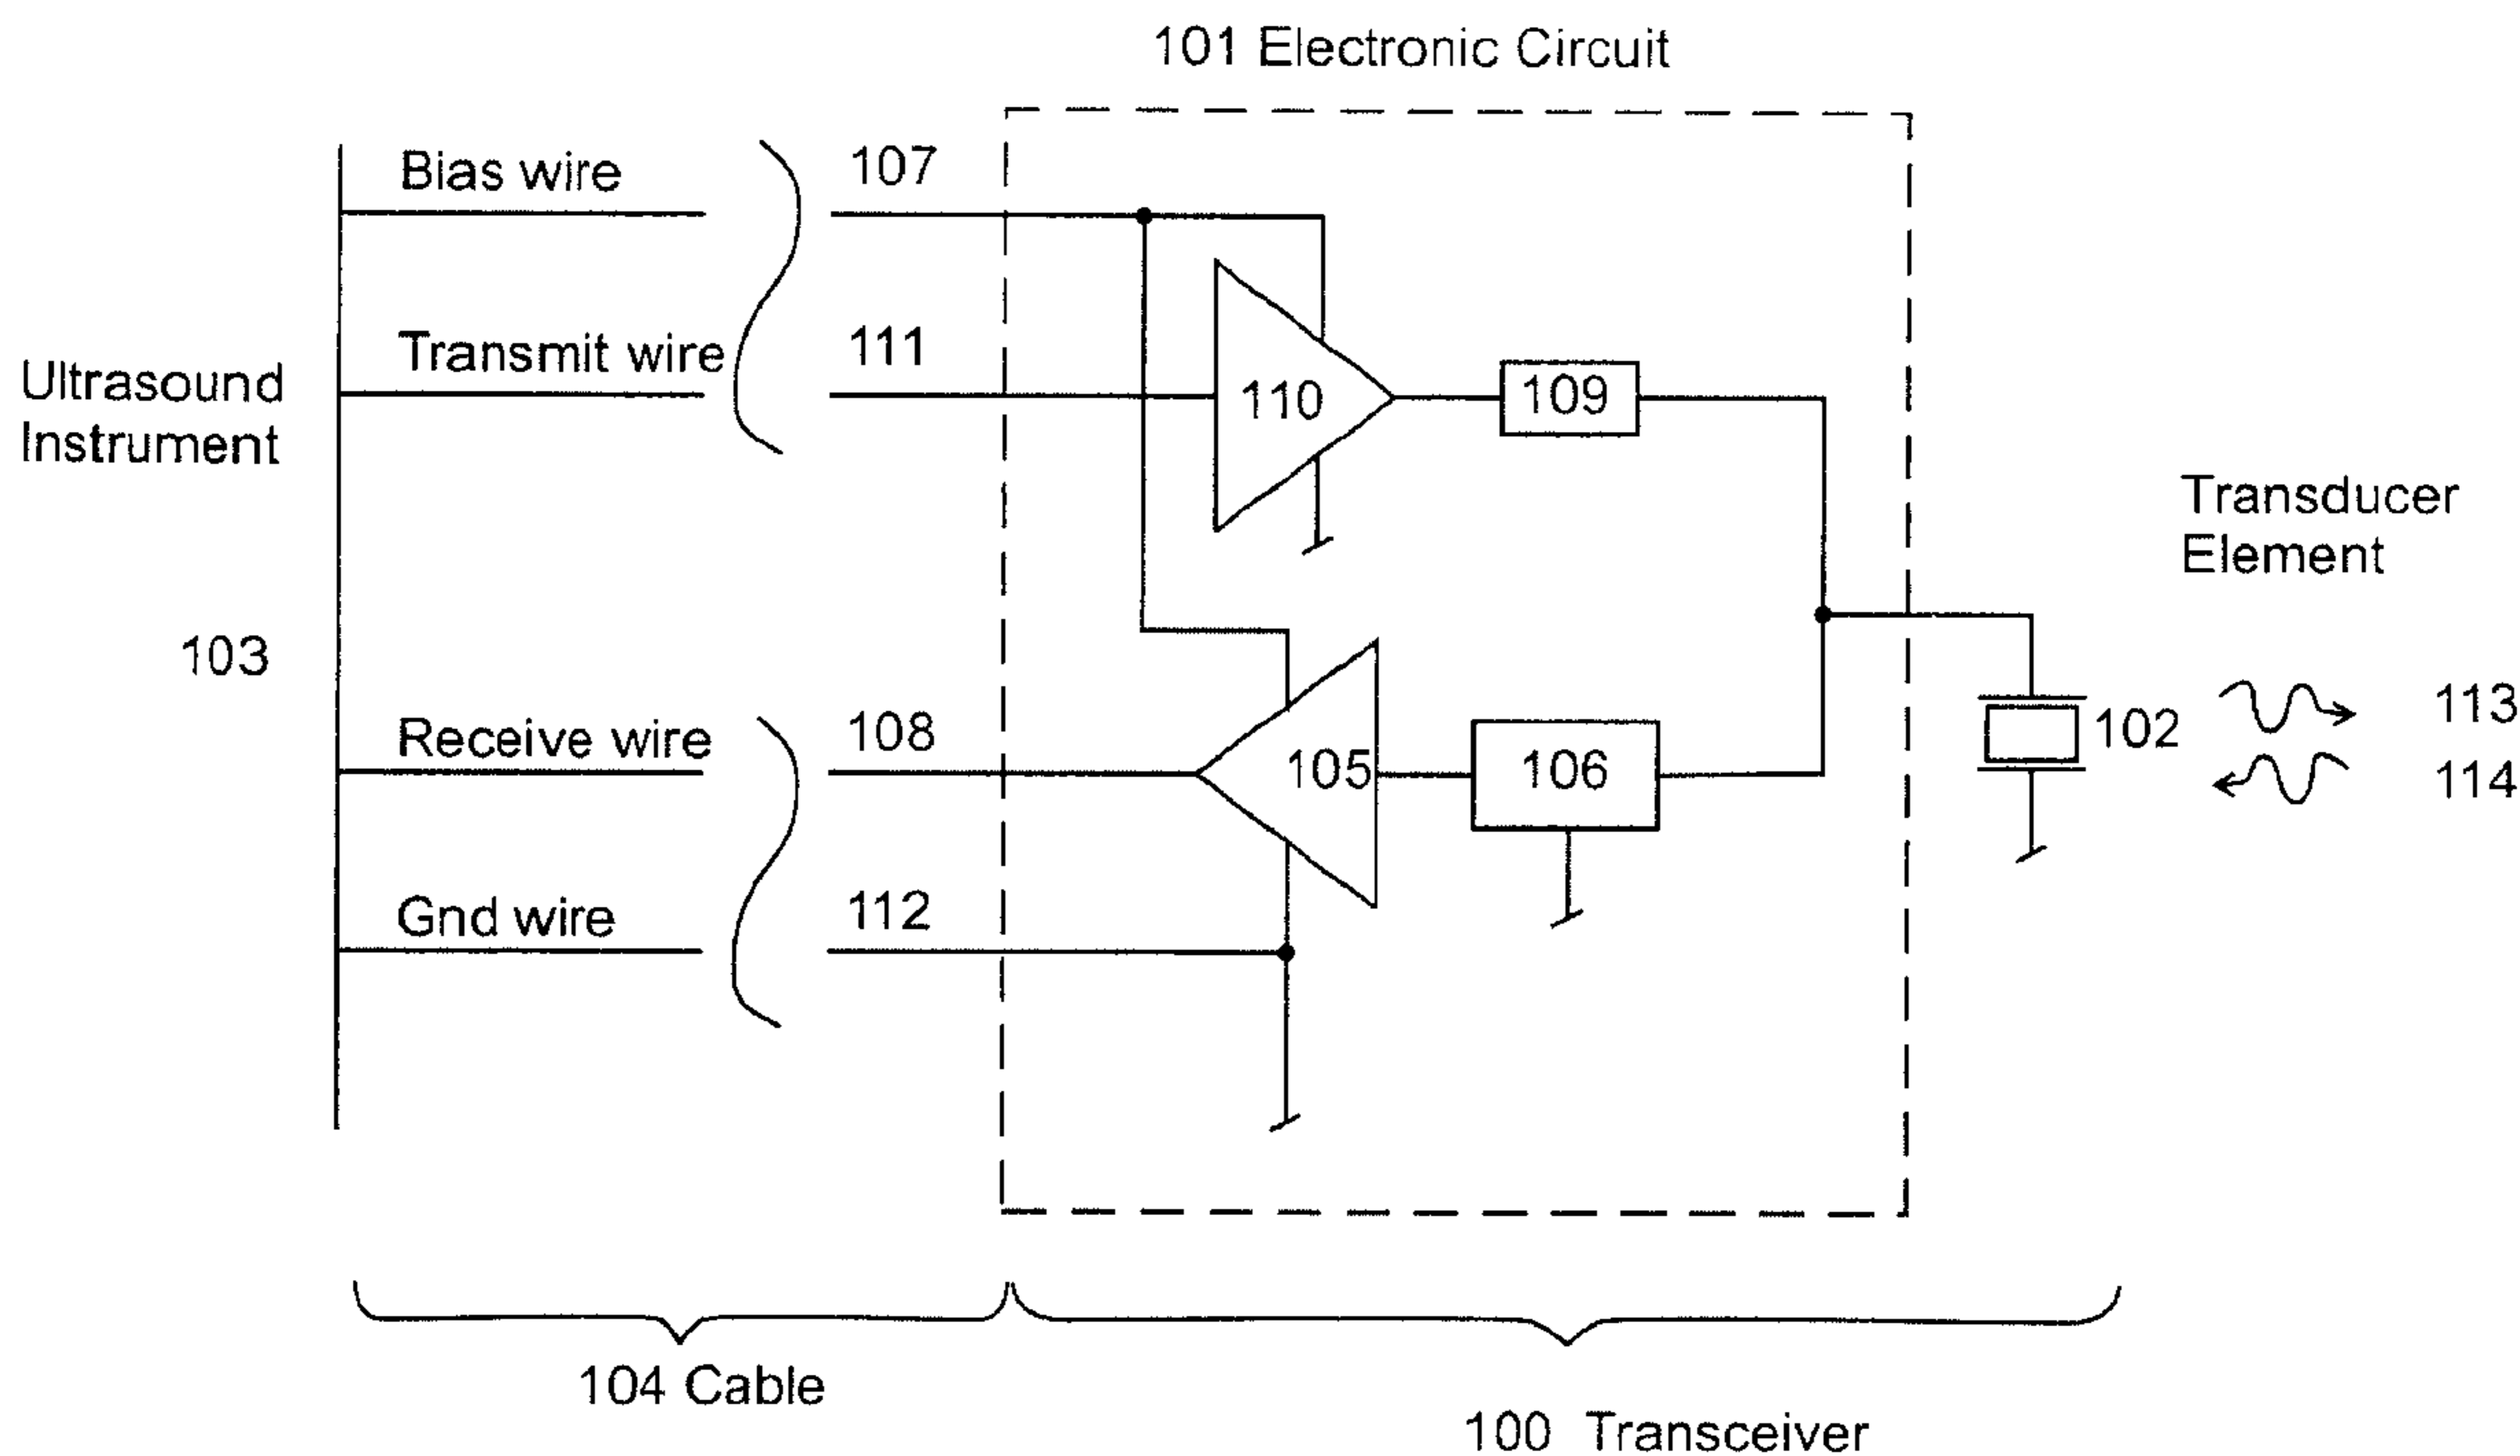 101 Electronic Circuit
Bias wire
107
Transmit wire
111
Ultrasound
Instrument
110
109
Transducer
Element
103
Receive wire
108
105
106
102
113
114
Gnd wire
112
104 Cable
100 Transceiver